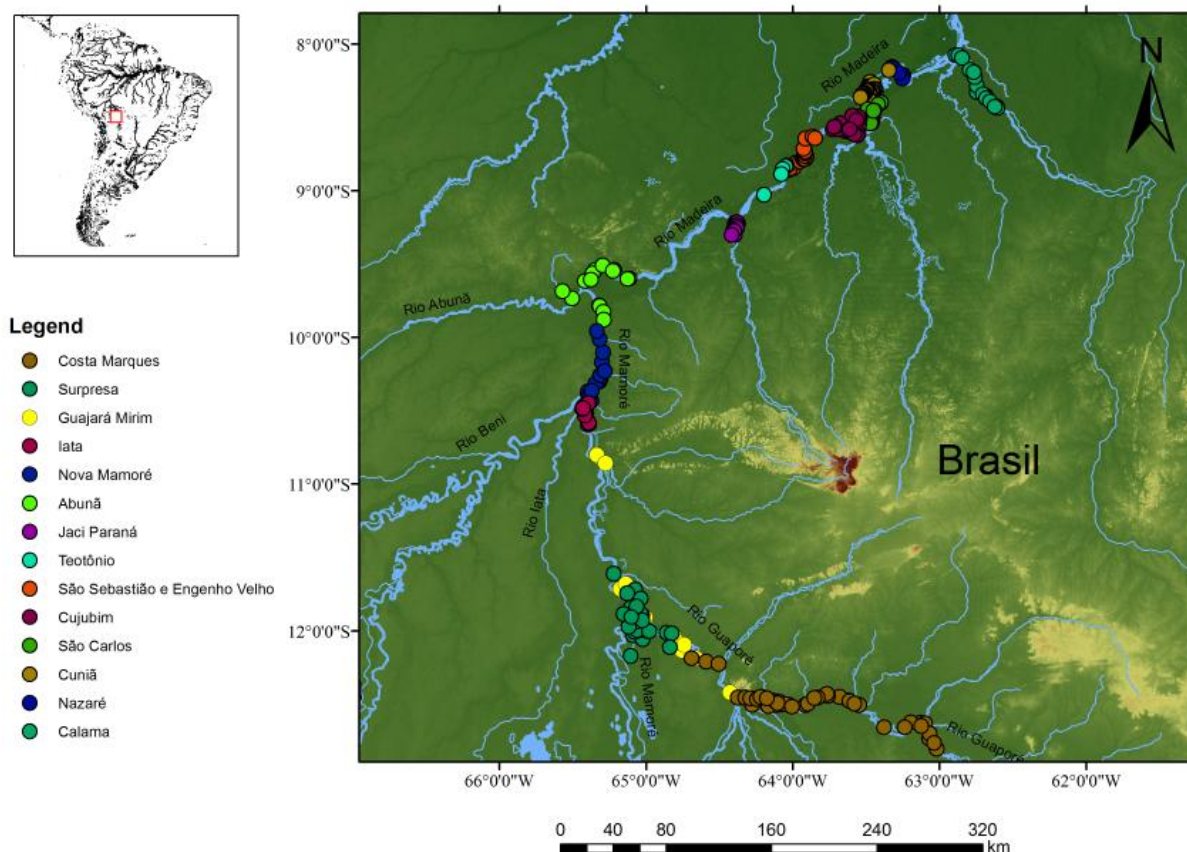 8°0'0"S
9°0'0"S
10°0'0"S
11°0'0"S
12°0'0"S
N
Rio Madeira
Rio Madeira
Rio Abunã
Rio Mamoré
Rio Beni
Rio Iata
Brasil
Rio Guaporé
Rio Mamoré
Rio Guaporé
Legend
Costa Marques
Surpresa
Guajará Mirim
Iata
Nova Mamoré
Abunã
Jaci Paraná
Teotônio
São Sebastião e Engenho Velho
Cujubim
São Carlos
Cuniã
Nazaré
Calama
66°0'0"W 65°0'0"W 64°0'0"W 63°0'0"W 62°0'0"W
0 40 80 160 240 320
km